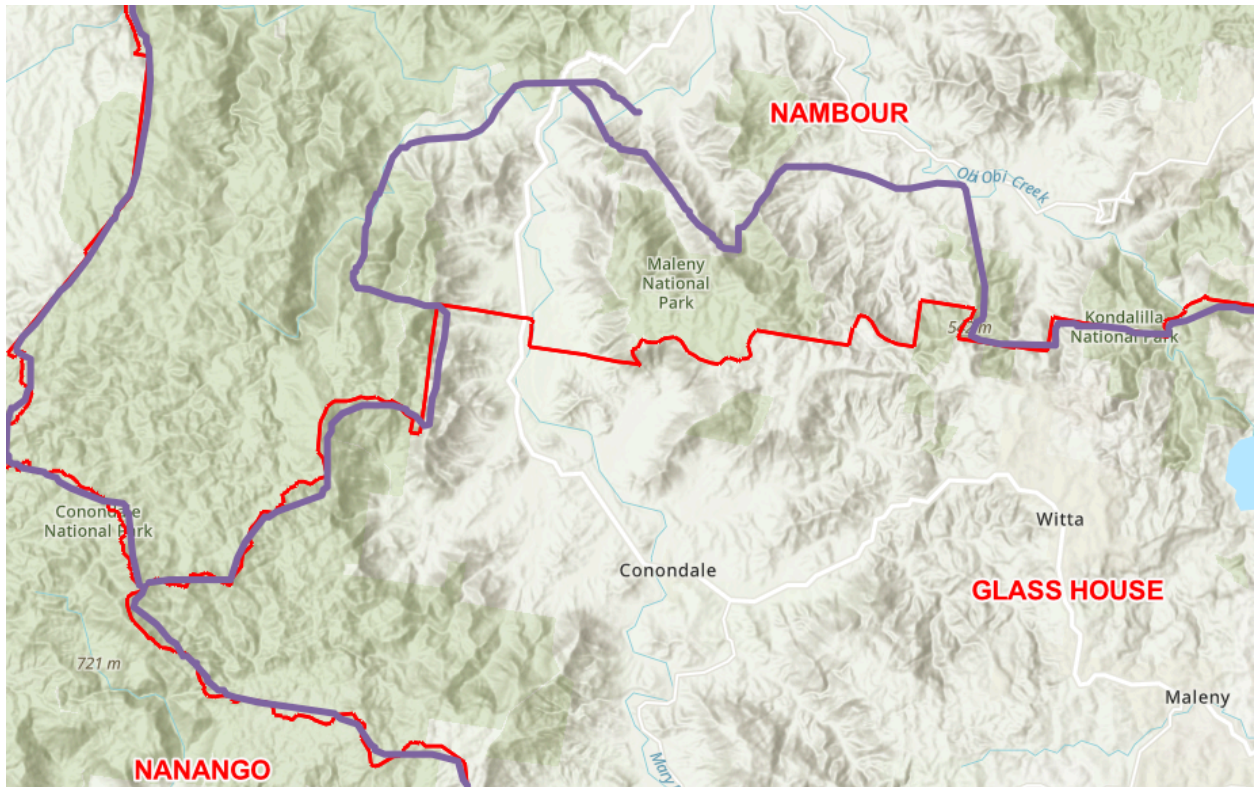 NAMBOUR
Obi Obi Creek
Maleny
National
Park
Kondalilla
National Park
Conondale
National Park
Witta
Conondale
GLASS HOUSE
721 m
Maleny
Mary
NANANGO